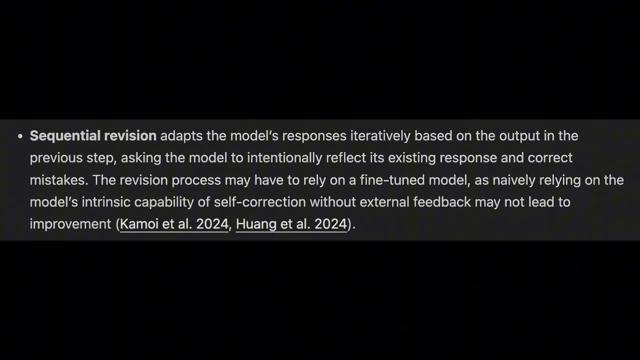 • Sequential revision adapts the model's responses iteratively based on the output in the
previous step, asking the model to intentionally reflect its existing response and correct
mistakes. The revision process may have to rely on a fine-tuned model, as naively relying on the
model's intrinsic capability of self-correction without external feedback may not lead to
improvement (Kamoi et al. 2024, Huang et al. 2024).